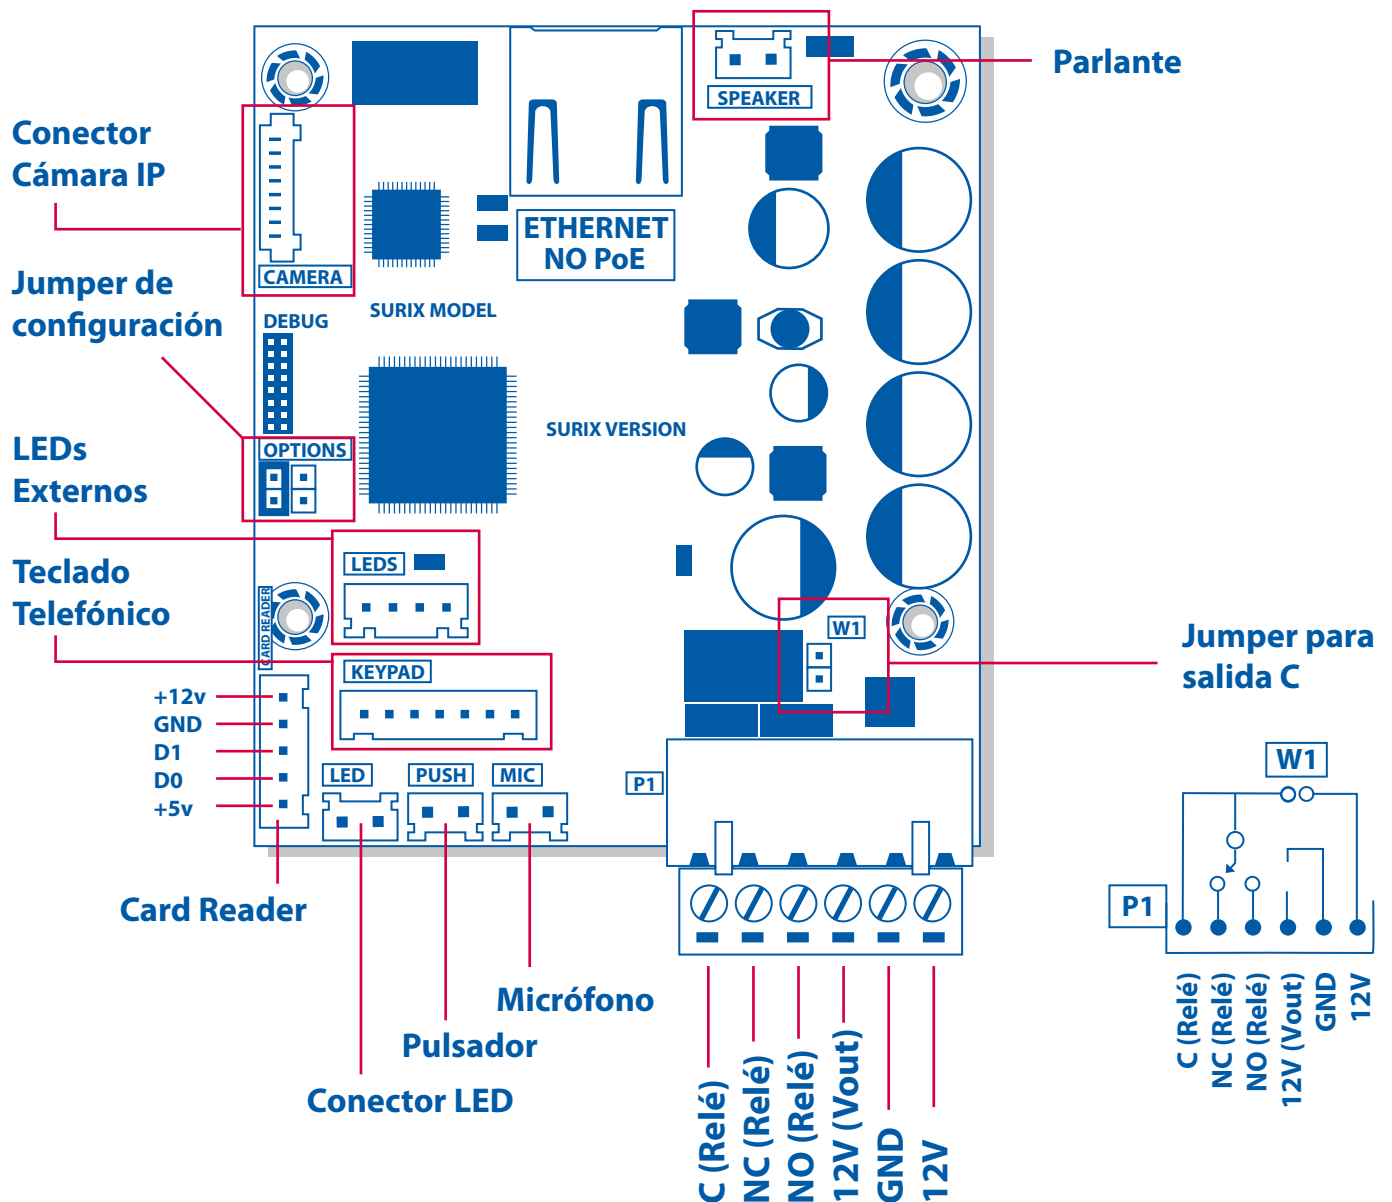 SPEAKER
Parlante
Conector
Cámara IP
CAMERA
ETHERNET
NO PoE
Jumper de
configuración
SURIX MODEL
DEBUG
OPTIONS
SURIX VERSION
LEDs
Externos
LEDS
Teclado
Telefónico
CARD READER
KEYPAD
W1
Jumper para
salida C
+12v
GND
D1
D0
+5v
LED
PUSH
MIC
P1
W1
P1
Card Reader
Micrófono
Pulsador
Conector LED
C (Relé)
NC (Relé)
NO (Relé)
12V (Vout)
GND
12V
C (Relé)
NC (Relé)
NO (Relé)
12V (Vout)
GND
12V